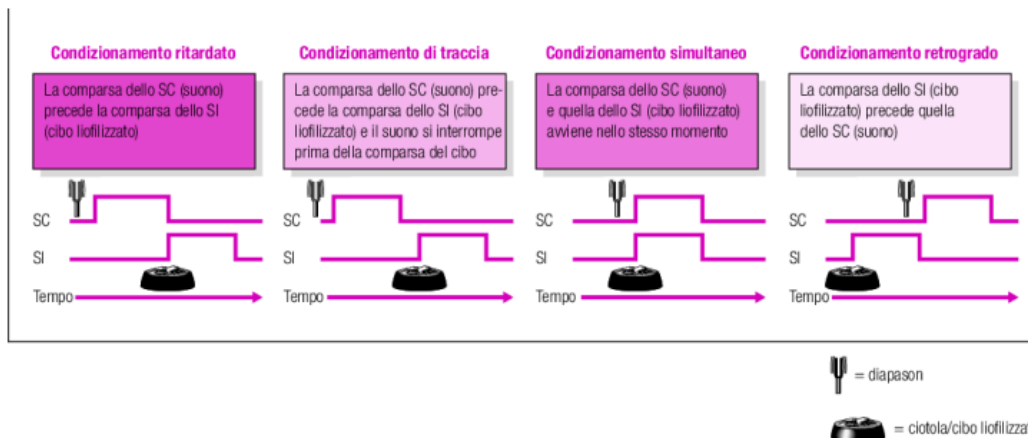 Condizionamento ritardato
La comparsa dello SC (suono)
precede la comparsa dello SI
(cibo liofilizzato)
SC
SI
Tempo
Condizionamento di traccia
La comparsa dello SC (suono) pre-
cede la comparsa dello SI (cibo
liofilizzato) e il suono si interrompe
prima della comparsa del cibo
SC
SI
Tempo
Condizionamento simultaneo
La comparsa dello SC (suono)
e quella dello SI (cibo liofilizzato)
avviene nello stesso momento
SC
SI
Tempo
Condizionamento retrogrado
La comparsa dello SI (cibo
liofilizzato) precede quella
dello SC (suono)
SC
SI
Tempo
= diapason
= ciotola/cibo liofilizzat